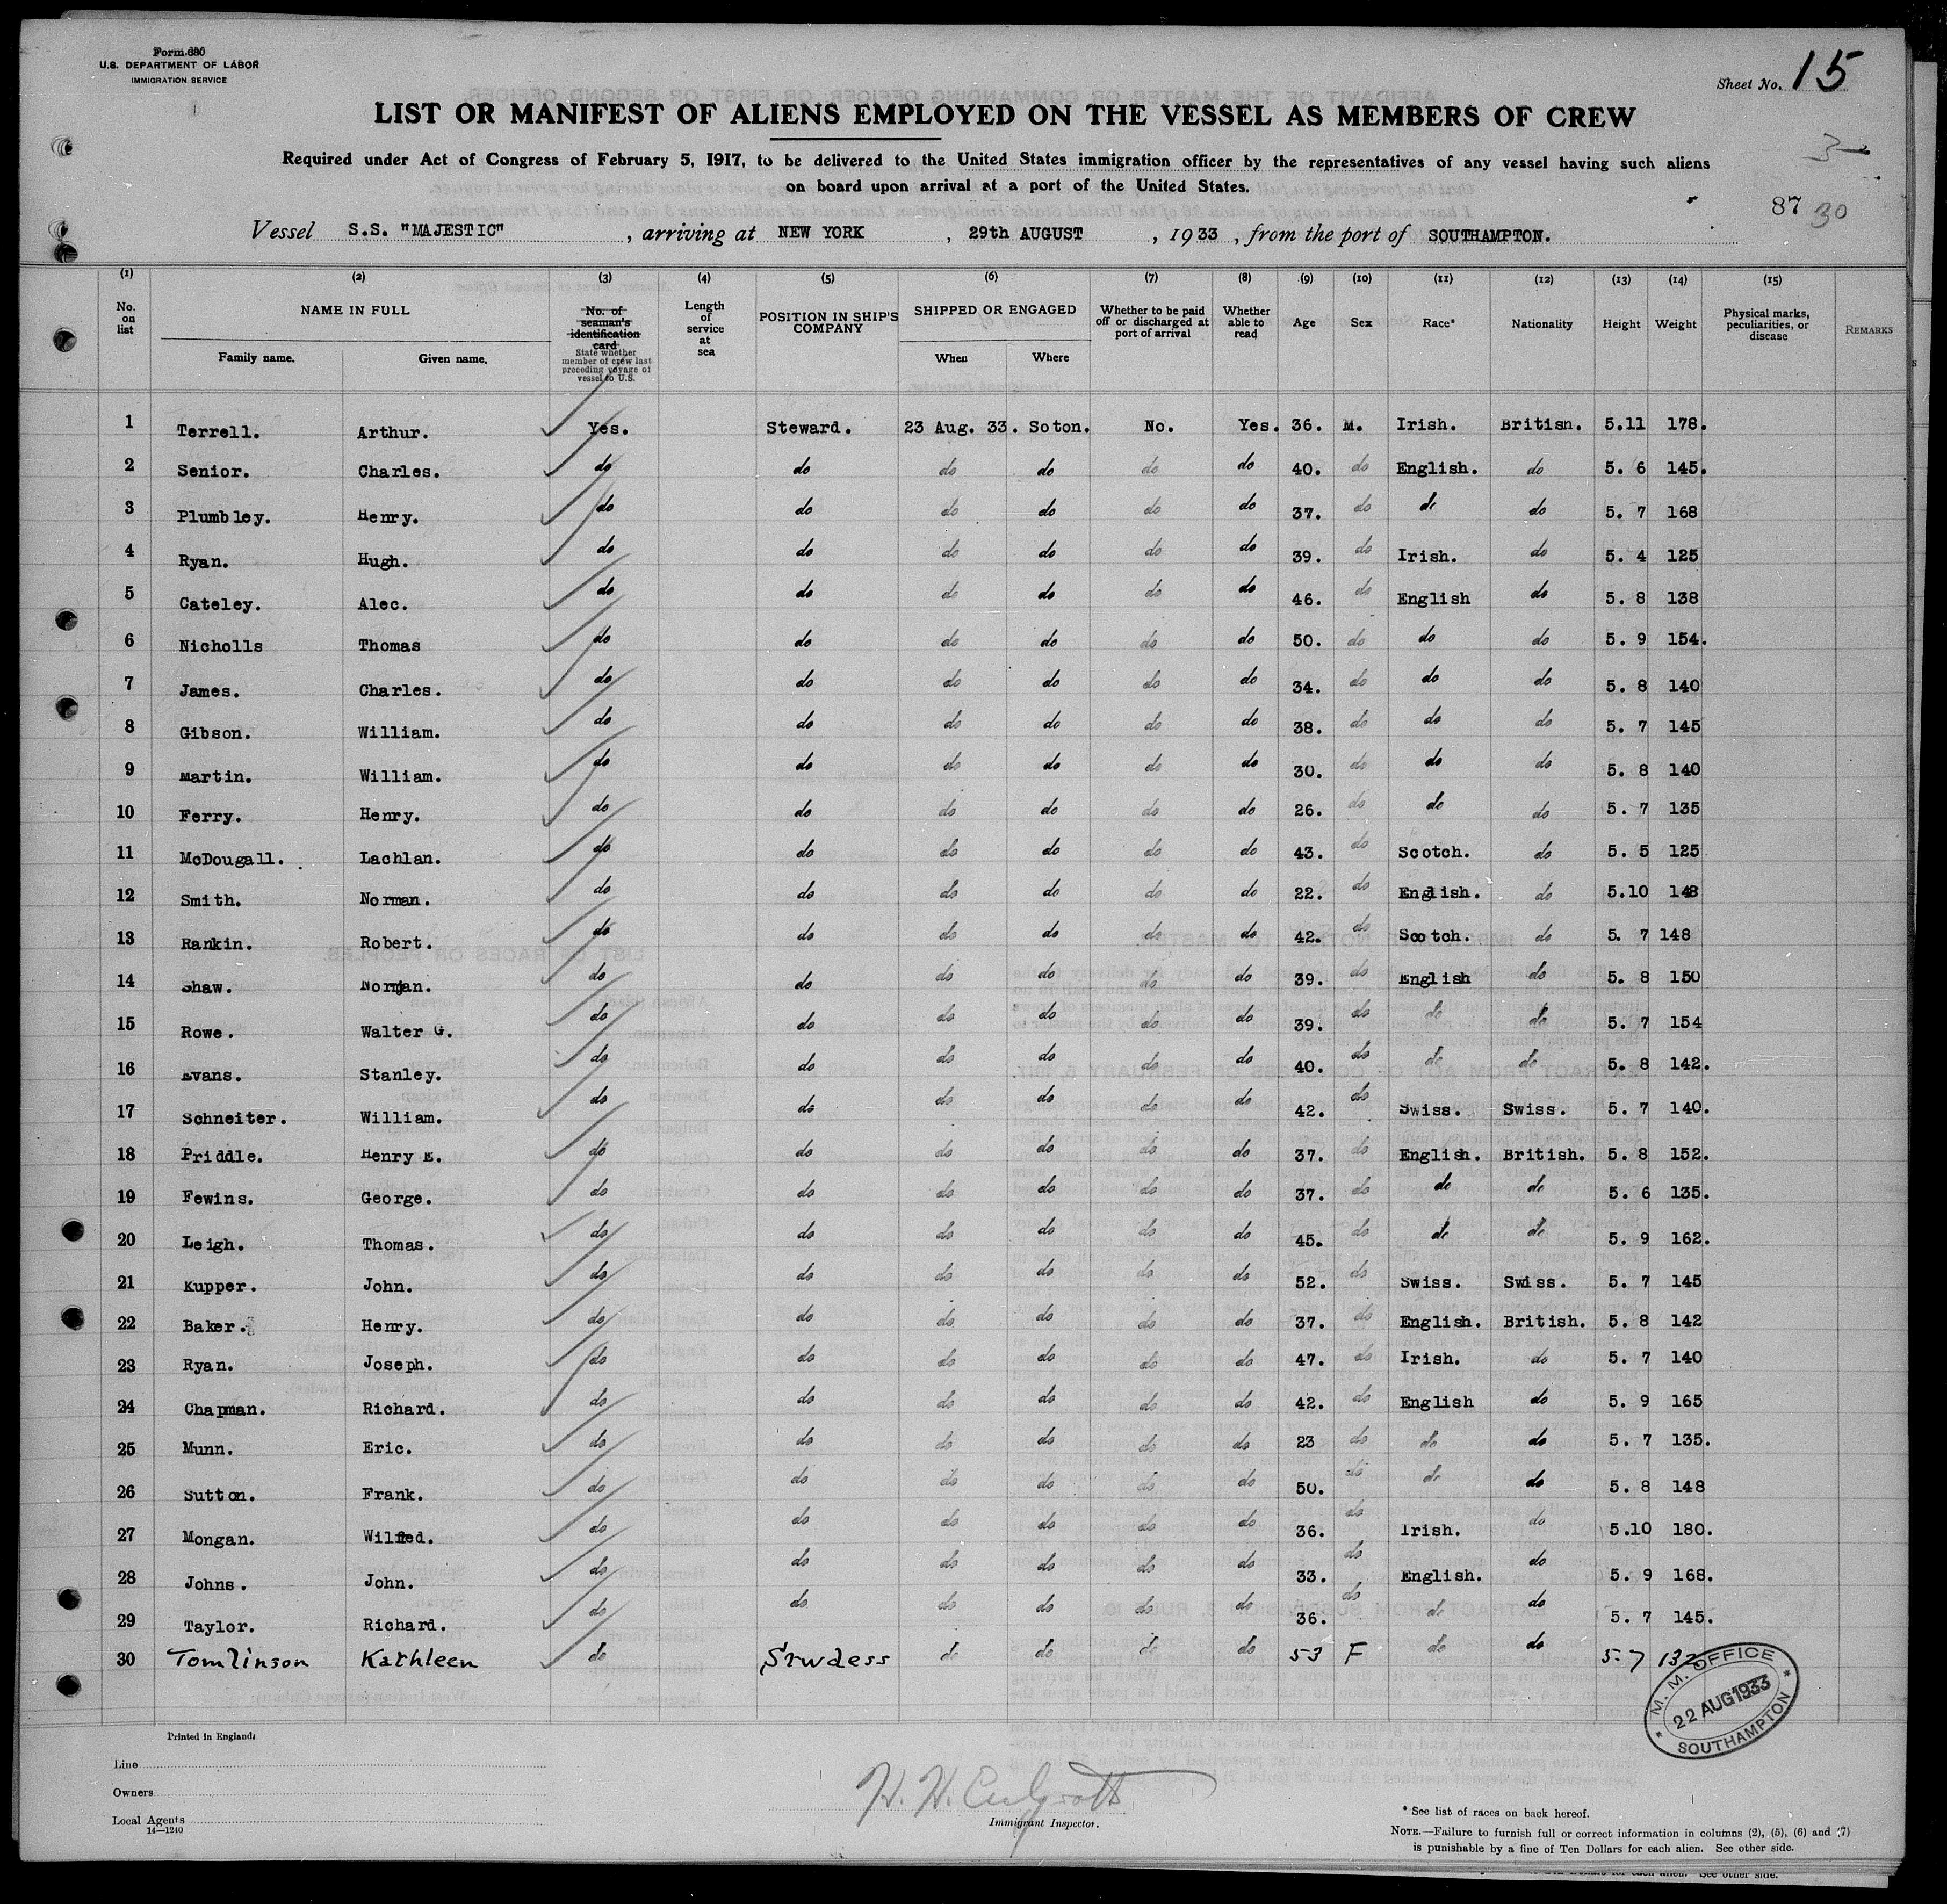 Form 680
U.S. DEPARTMENT OF LABOR
IMMIGRATION SERVICE
Sheet No. 15
LIST OR MANIFEST OF ALIENS EMPLOYED ON THE VESSEL AS MEMBERS OF CREW
Required under Act of Congress of February 5, 1917, to be delivered to the United States immigration officer by the representatives of any vessel having such aliens
on board upon arrival at a port of the United States.
3
87 30
Vessel S.S. "MAJESTIC", arriving at NEW YORK, 29th AUGUST, 1933, from the port of SOUTHAMPTON.
(1) (2) (3) (4) (5) (6) (7) (8) (9) (10) (11) (12) (13) (14) (15)
No. on list NAME IN FULL Family name. Given name. No. of seaman's identification card State whether member of crew last preceding voyage of vessel to U.S. Length of service at sea POSITION IN SHIP'S COMPANY SHIPPED OR ENGAGED When Where Whether to be paid off or discharged at port of arrival Whether able to read Age Sex Race* Nationality Height Weight Physical marks, peculiarities, or disease REMARKS
1 Terrell. Arthur. Yes. Steward. 23 Aug. 33. Soton. No. Yes. 36. M. Irish. British. 5.11 178.
2 Senior. Charles. do do do do do do 40. do English. do 5. 6 145.
3 Plumbley. Henry. do do do do do do 37. do do do 5. 7 168
4 Ryan. Hugh. do do do do do do 39. do Irish. do 5. 4 125
5 Cateley. Alec. do do do do do do 46. do English do 5. 8 138
6 Nicholls Thomas do do do do do do 50. do do do 5. 9 154.
7 James. Charles. do do do do do do 34. do do do 5. 8 140
8 Gibson. William. do do do do do do 38. do do do 5. 7 145
9 Martin. William. do do do do do do 30. do do do 5. 8 140
10 Ferry. Henry. do do do do do do 26. do do do 5. 7 135
11 McDougall. Lachlan. do do do do do do 43. do Scotch. do 5. 5 125
12 Smith. Norman. do do do do do do 22. do English. do 5.10 148
13 Rankin. Robert. do do do do do do 42. do Scotch. do 5. 7 148
14 Shaw. Norman. do do do do do do 39. do English do 5. 8 150
15 Rowe. Walter G. do do do do do do 39. do do do 5. 7 154
16 Evans. Stanley. do do do do do do 40. do do do 5. 8 142.
17 Schneiter. William. do do do do do do 42. do Swiss. Swiss. 5. 7 140.
18 Priddle. Henry E. do do do do do do 37. do English. British. 5. 8 152.
19 Fewins. George. do do do do do do 37. do do do 5. 6 135.
20 Leigh. Thomas. do do do do do do 45. do do do 5. 9 162.
21 Kupper. John. do do do do do do 52. do Swiss. Swiss. 5. 7 145
22 Baker. Henry. do do do do do do 37. do English. British. 5. 8 142
23 Ryan. Joseph. do do do do do do 47. do Irish. do 5. 7 140
24 Chapman. Richard. do do do do do do 42. do English do 5. 9 165
25 Munn. Eric. do do do do do do 23 do do do 5. 7 135.
26 Sutton. Frank. do do do do do do 50. do do do 5. 8 148
27 Mongan. Wilfred. do do do do do do 36. do Irish. do 5.10 180.
28 Johns. John. do do do do do do 33. do English. do 5. 9 168.
29 Taylor. Richard. do do do do do do 36. do do do 5. 7 145.
30 Tomlinson Kathleen do Strwdess do do do do 53 F do do 5-7 132
M. M. OFFICE
22 AUG 1933
SOUTHAMPTON
Printed in England
Line
Owners
Local Agents
14—1240
Immigrant Inspector.
* See list of races on back hereof.
NOTE.—Failure to furnish full or correct information in columns (2), (5), (6) and (7)
is punishable by a fine of Ten Dollars for each alien. See other side.